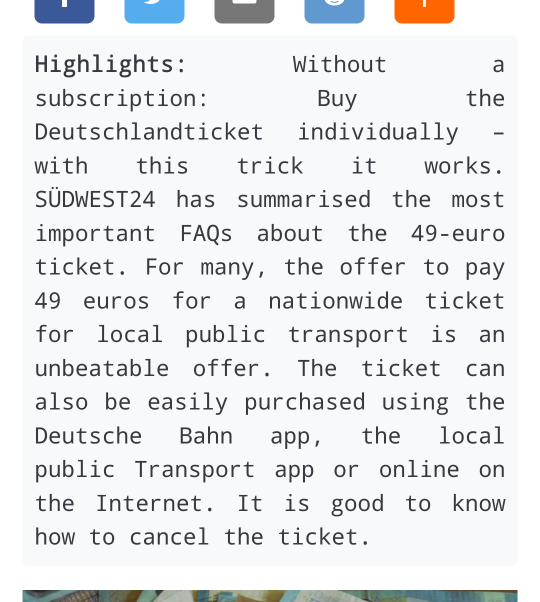 Highlights: Without a
subscription: Buy the
Deutschlandticket individually –
with this trick it works.
SÜDWEST24 has summarised the most
important FAQs about the 49-euro
ticket. For many, the offer to pay
49 euros for a nationwide ticket
for local public transport is an
unbeatable offer. The ticket can
also be easily purchased using the
Deutsche Bahn app, the local
public Transport app or online on
the Internet. It is good to know
how to cancel the ticket.